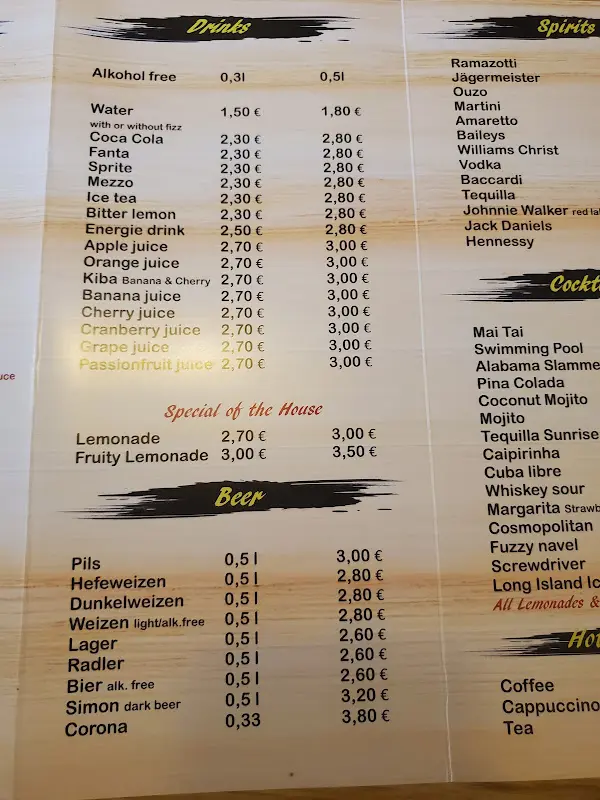 Drinks
Alkohol free 0,3l 0,5l
Water 1,50 € 1,80 €
with or without fizz
Coca Cola 2,30 € 2,80 €
Fanta 2,30 € 2,80 €
Sprite 2,30 € 2,80 €
Mezzo 2,30 € 2,80 €
Ice tea 2,30 € 2,80 €
Bitter lemon 2,30 € 2,80 €
Energie drink 2,50 € 2,80 €
Apple juice 2,70 € 3,00 €
Orange juice 2,70 € 3,00 €
Kiba Banana & Cherry 2,70 € 3,00 €
Banana juice 2,70 € 3,00 €
Cherry juice 2,70 € 3,00 €
Cranberry juice 2,70 € 3,00 €
Grape juice 2,70 € 3,00 €
Passionfruit juice 2,70 € 3,00 €
Special of the House
Lemonade 2,70 € 3,00 €
Fruity Lemonade 3,00 € 3,50 €
Beer
Pils 0,5 l 3,00 €
Hefeweizen 0,5 l 2,80 €
Dunkelweizen 0,5 l 2,80 €
Weizen light/alk.free 0,5 l 2,80 €
Lager 0,5 l 2,60 €
Radler 0,5 l 2,60 €
Bier alk. free 0,5 l 2,60 €
Simon dark beer 0,5 l 3,20 €
Corona 0,33 3,80 €
Spirits
Ramazotti
Jägermeister
Ouzo
Martini
Amaretto
Baileys
Williams Christ
Vodka
Baccardi
Tequilla
Johnnie Walker red
Jack Daniels
Hennessy
Mai Tai
Swimming Pool
Alabama Slamme
Pina Colada
Coconut Mojito
Mojito
Tequilla Sunrise
Caipirinha
Cuba libre
Whiskey sour
Margarita
Cosmopolitan
Fuzzy navel
Screwdriver
Long Island
All Lemonades &
Coffee
Cappuccino
Tea